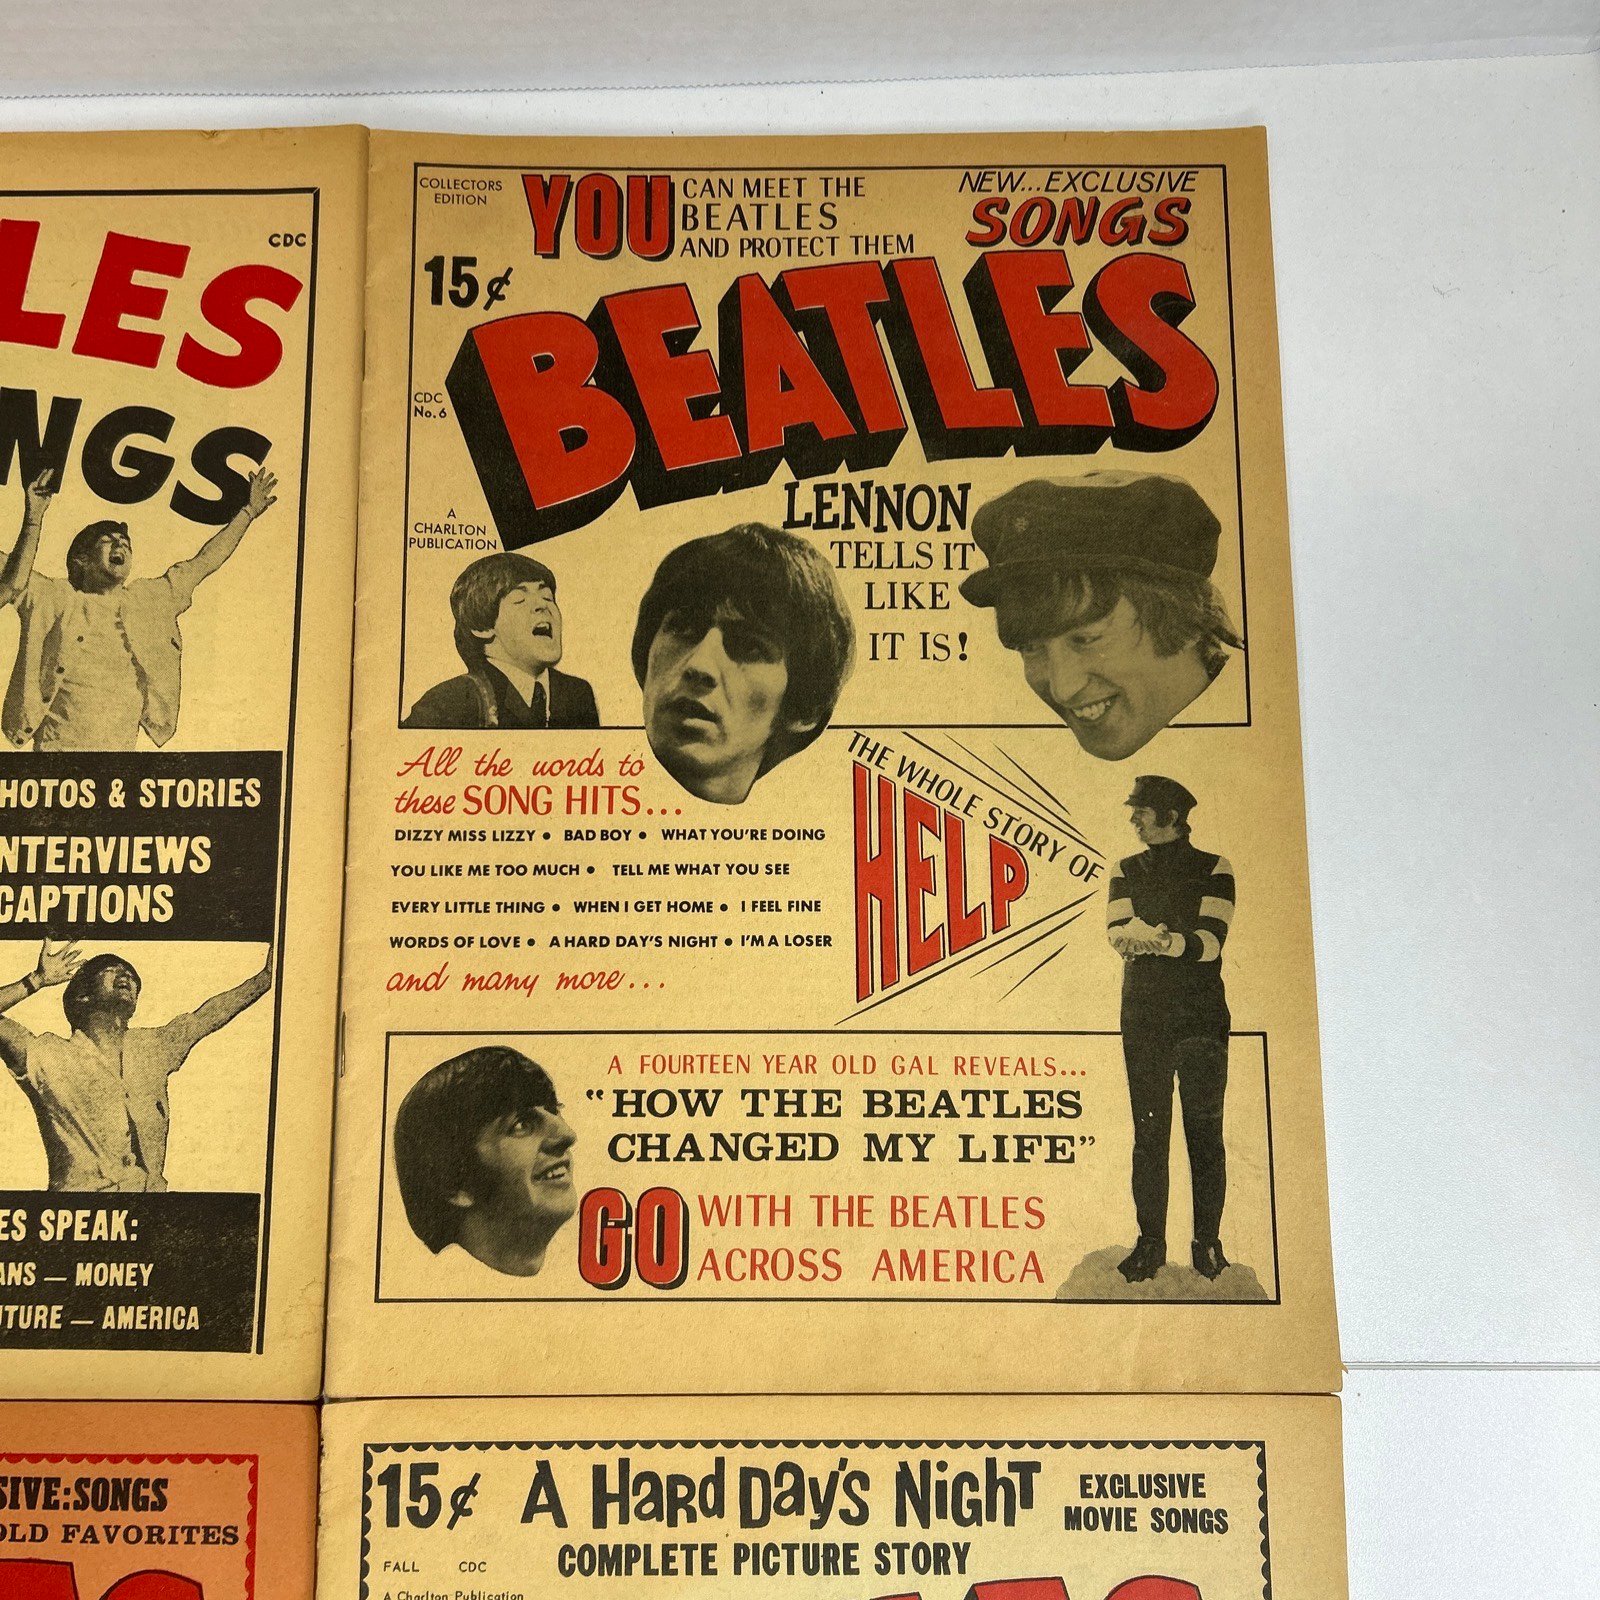 LES
CDC
NGS
HOTOS & STORIES
NTERVIEWS
CAPTIONS
ES SPEAK:
ANS — MONEY
TURE — AMERICA
COLLECTORS
EDITION
YOU CAN MEET THE
BEATLES
AND PROTECT THEM
NEW...EXCLUSIVE
SONGS
15¢
BEATLES
CDC
No.6
A
CHARLTON
PUBLICATION
LENNON
TELLS IT
LIKE
IT IS!
All the words to
these SONG HITS...
DIZZY MISS LIZZY • BAD BOY • WHAT YOU'RE DOING
YOU LIKE ME TOO MUCH • TELL ME WHAT YOU SEE
EVERY LITTLE THING • WHEN I GET HOME • I FEEL FINE
WORDS OF LOVE • A HARD DAY'S NIGHT • I'M A LOSER
and many more...
THE WHOLE STORY OF
HELP
A FOURTEEN YEAR OLD GAL REVEALS...
"HOW THE BEATLES
CHANGED MY LIFE"
GO WITH THE BEATLES
ACROSS AMERICA
SIVE:SONGS
OLD FAVORITES
15¢ A HARD DAY'S NIGHT
EXCLUSIVE
MOVIE SONGS
COMPLETE PICTURE STORY
FALL CDC
A Charlton Publication